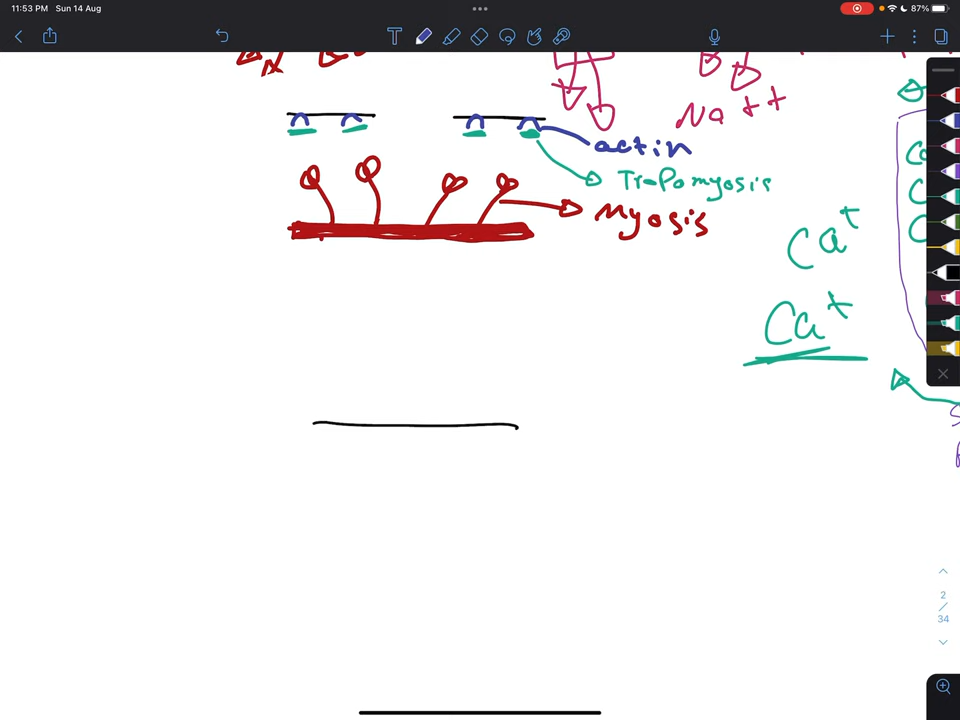 11:53 PM Sun 14 Aug
87%
T
Na++
actin
Tropomyosis
Myosis
Ca+
Ca+
2
/
34